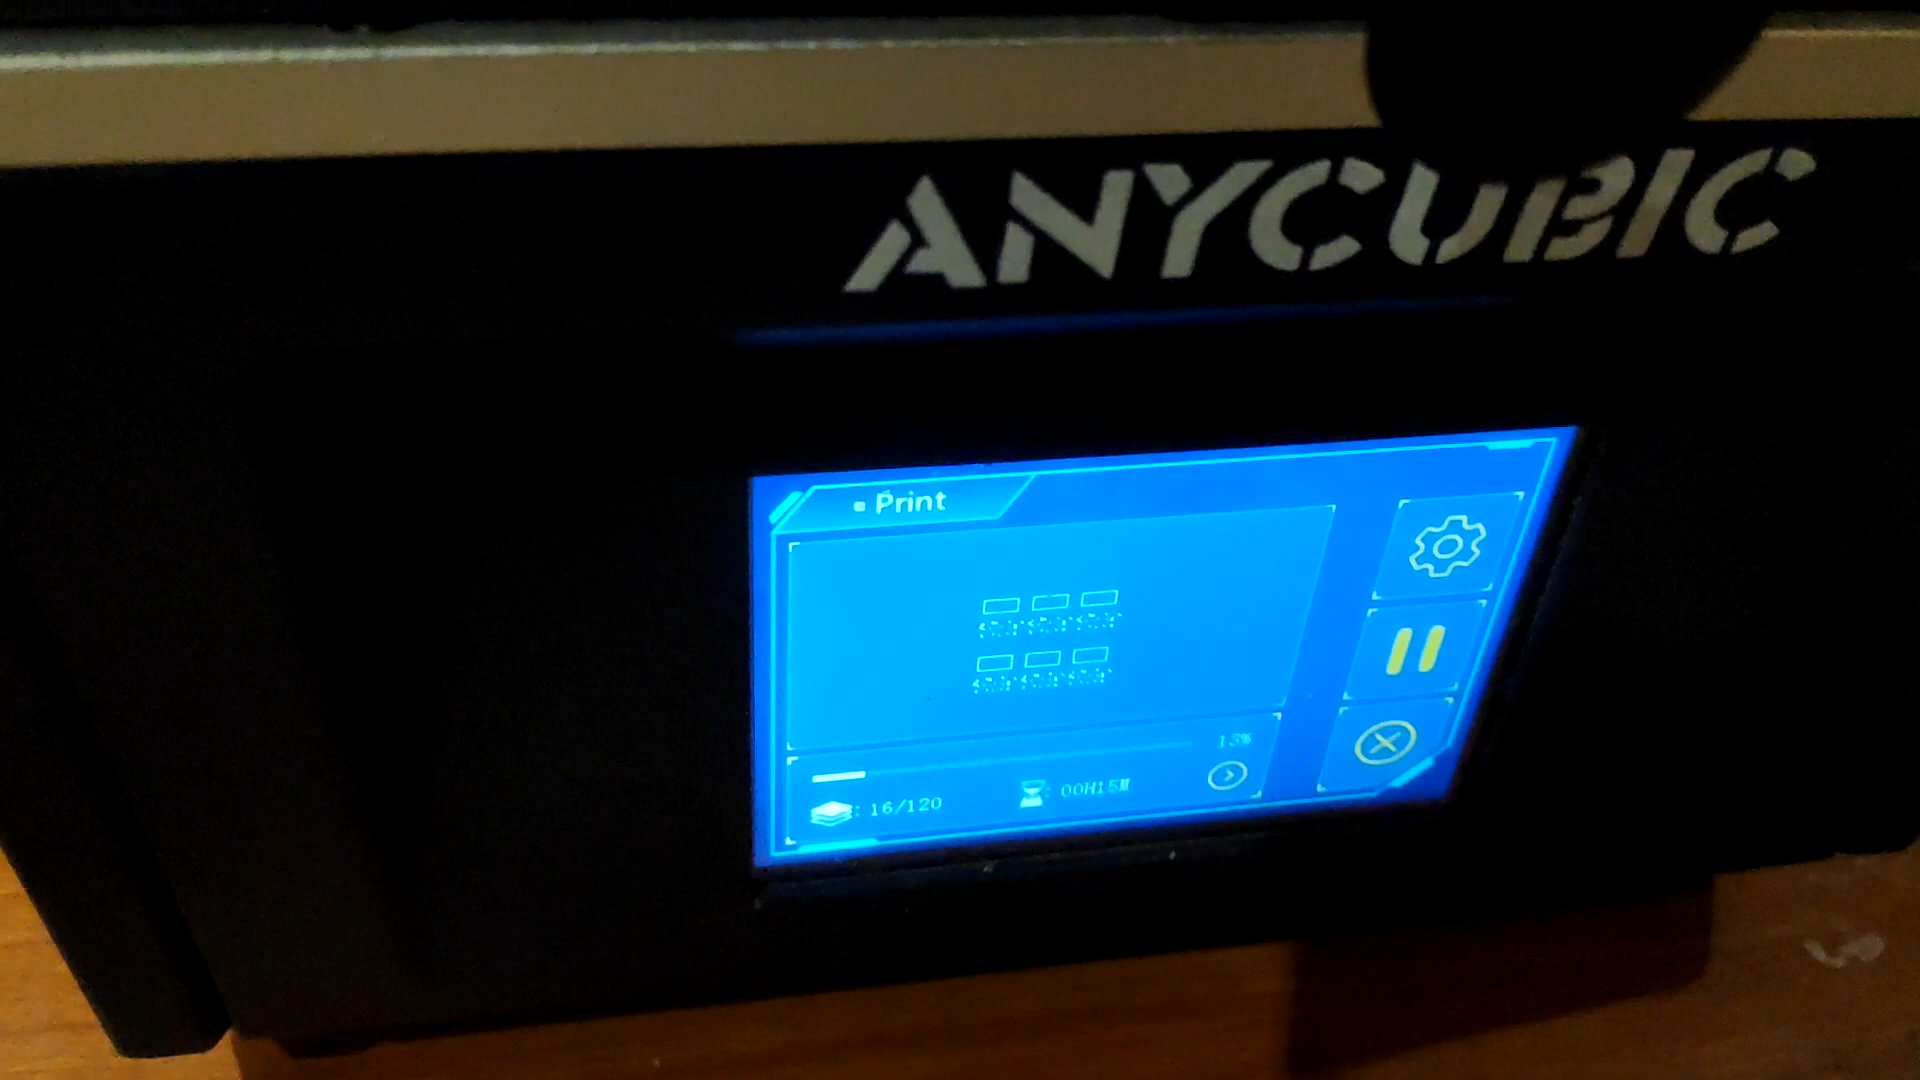 ANYCUBIC
Print
13%
: 16/120
: 00H15M